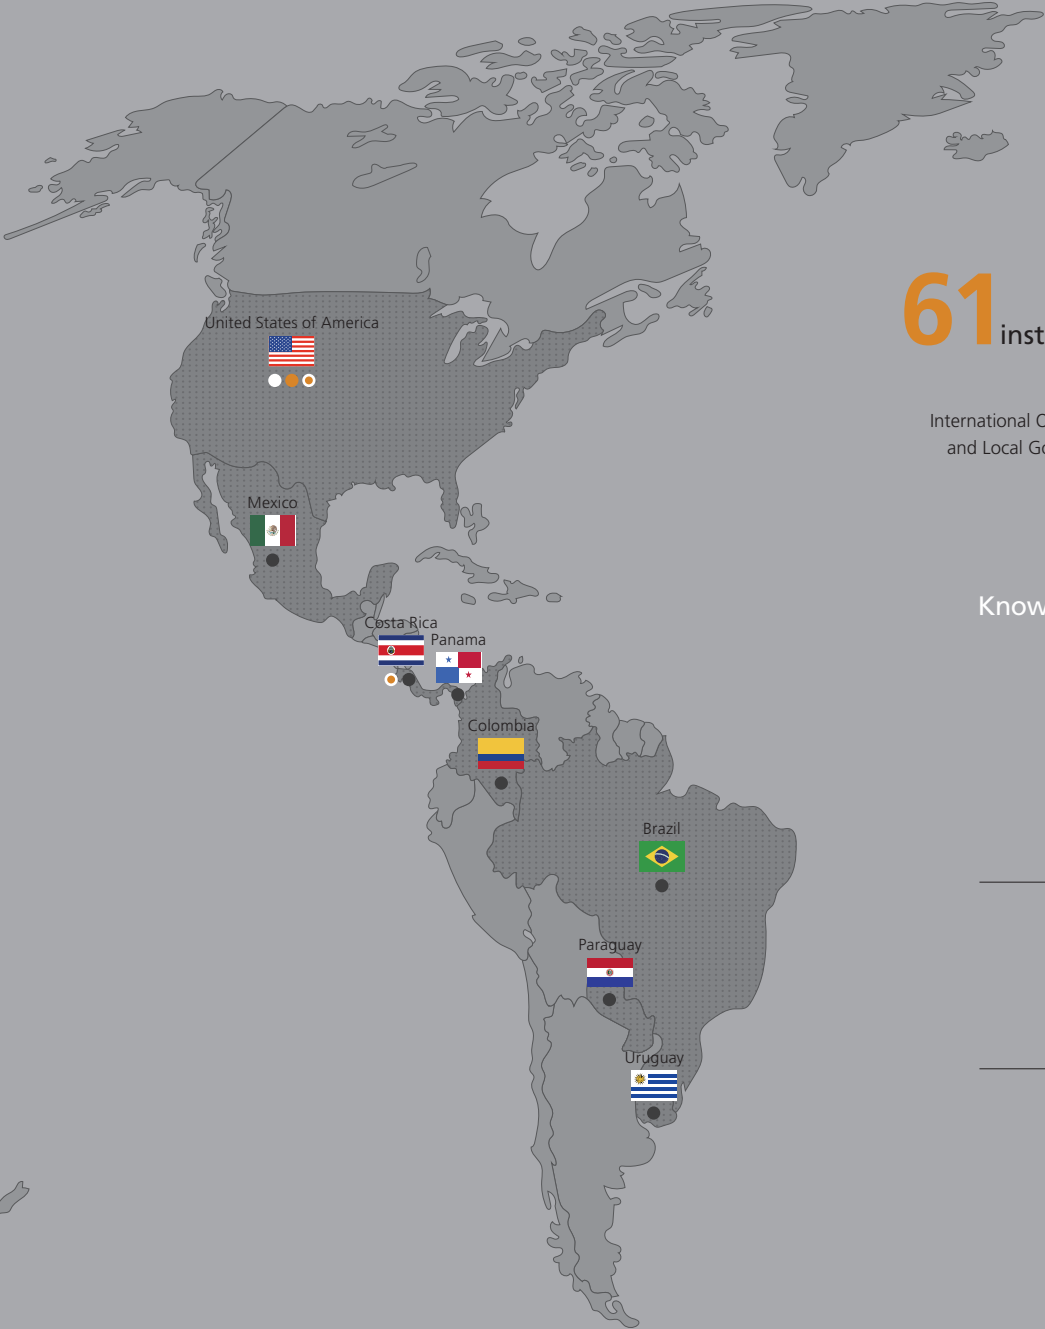 United States of America
61 inst
International O
and Local Go
Mexico
Know
Costa Rica
Panama
Colombia
Brazil
Paraguay
Uruguay